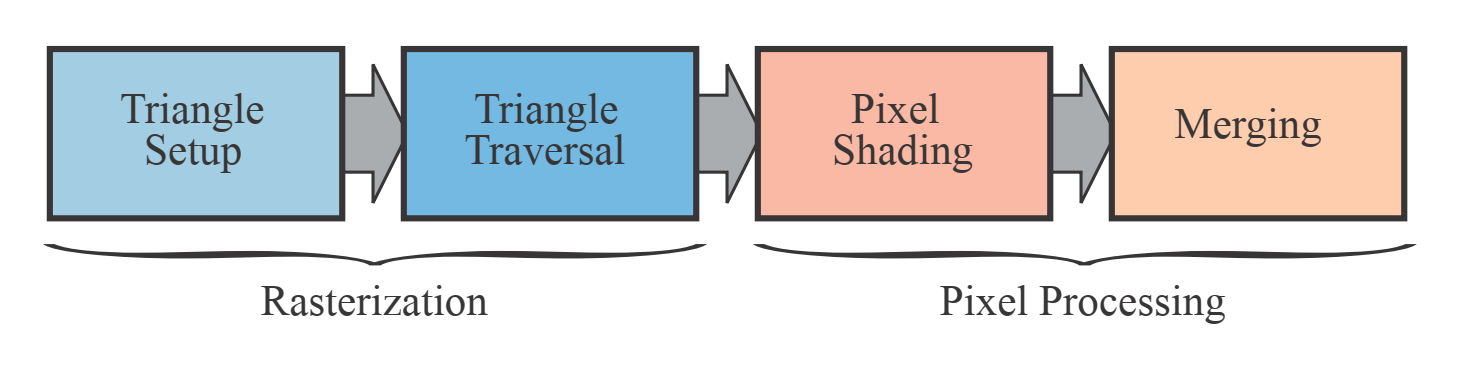 Triangle
Setup
Triangle
Traversal
Pixel
Shading
Merging
Rasterization
Pixel Processing